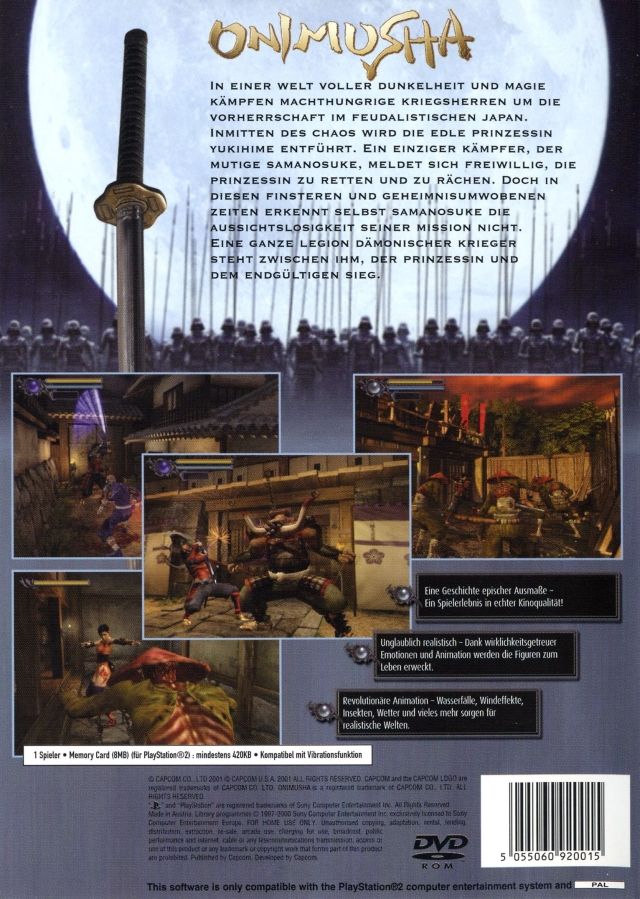 ONIMUSHA
IN EINER WELT VOLLER DUNKELHEIT UND MAGIE
KÄMPFEN MACHTHUNGRIGE KRIEGSHERREN UM DIE
VORHERRSCHAFT IM FEUDALISTISCHEN JAPAN.
INMITTEN DES CHAOS WIRD DIE EDLE PRINZESSIN
YUKIHIME ENTFÜHRT. EIN EINZIGER KÄMPFER, DER
MUTIGE SAMANOSUKE, MELDET SICH FREIWILLIG, DIE
PRINZESSIN ZU RETTEN UND ZU RÄCHEN. DOCH IN
DIESEN FINSTEREN UND GEHEIMNISUMWOBENEN
ZEITEN ERKENNT SELBST SAMANOSUKE DIE
AUSSICHTSLOSIGKEIT SEINER MISSION NICHT.
EINE GANZE LEGION DÄMONISCHER KRIEGER
STEHT ZWISCHEN IHM, DER PRINZESSIN UND
DEM ENDGÜLTIGEN SIEG.
Eine Geschichte epischer Ausmaße –
Ein Spielerlebnis in echter Kinoqualität!
Unglaublich realistisch – Dank wirklichkeitsgetreuer
Emotionen und Animation werden die Figuren zum
Leben erweckt.
Revolutionäre Animation – Wasserfälle, Windeffekte,
Insekten, Wetter und vieles mehr sorgen für
realistische Welten.
1 Spieler • Memory Card (8MB) (für PlayStation®2) : mindestens 420KB • Kompatibel mit Vibrationsfunktion
© CAPCOM CO., LTD 2001 © CAPCOM U.S.A. 2001 ALL RIGHTS RESERVED. CAPCOM and the CAPCOM LOGO are
registered trademarks of CAPCOM CO. LTD. ONIMUSHA is a registered trademark of CAPCOM CO., LTD. ALL
RIGHTS RESERVED.
" " and "PlayStation" are registered trademarks of Sony Computer Entertainment Inc. All Rights Reserved.
Made in Austria. Library programmes © 1997-2000 Sony Computer Entertainment Inc. exclusively licensed to Sony
Computer Entertainment Europe. FOR HOME USE ONLY. Unauthorised copying, adaptation, rental, lending,
distribution, extraction, re-sale, arcade use, charging for use, broadcast, public
performance and internet, cable or any telecommunications transmission, access or
use of this product or any trademark or copyright work that forms part of this product
are prohibited. Published by Capcom. Developed by Capcom.
DVD
ROM
5 055060 920015
This software is only compatible with the PlayStation®2 computer entertainment system and PAL